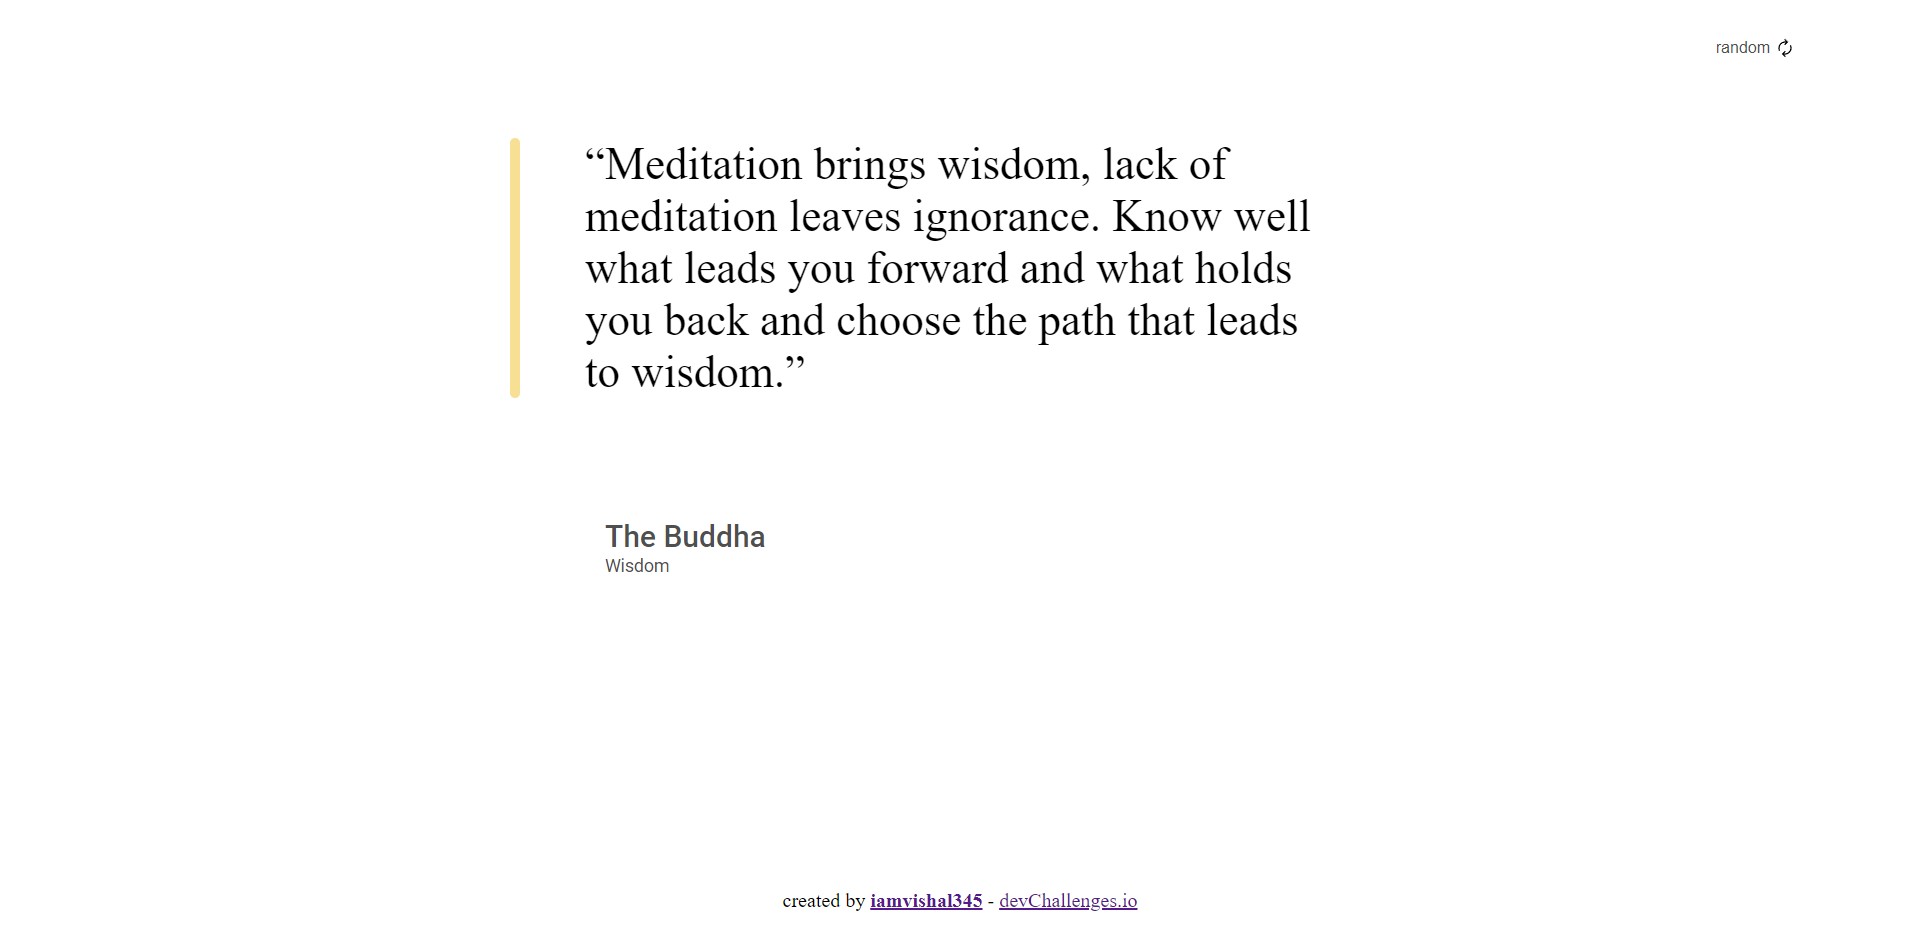 random
“Meditation brings wisdom, lack of
meditation leaves ignorance. Know well
what leads you forward and what holds
you back and choose the path that leads
to wisdom.”
The Buddha
Wisdom
created by iamvishal345 - devChallenges.io